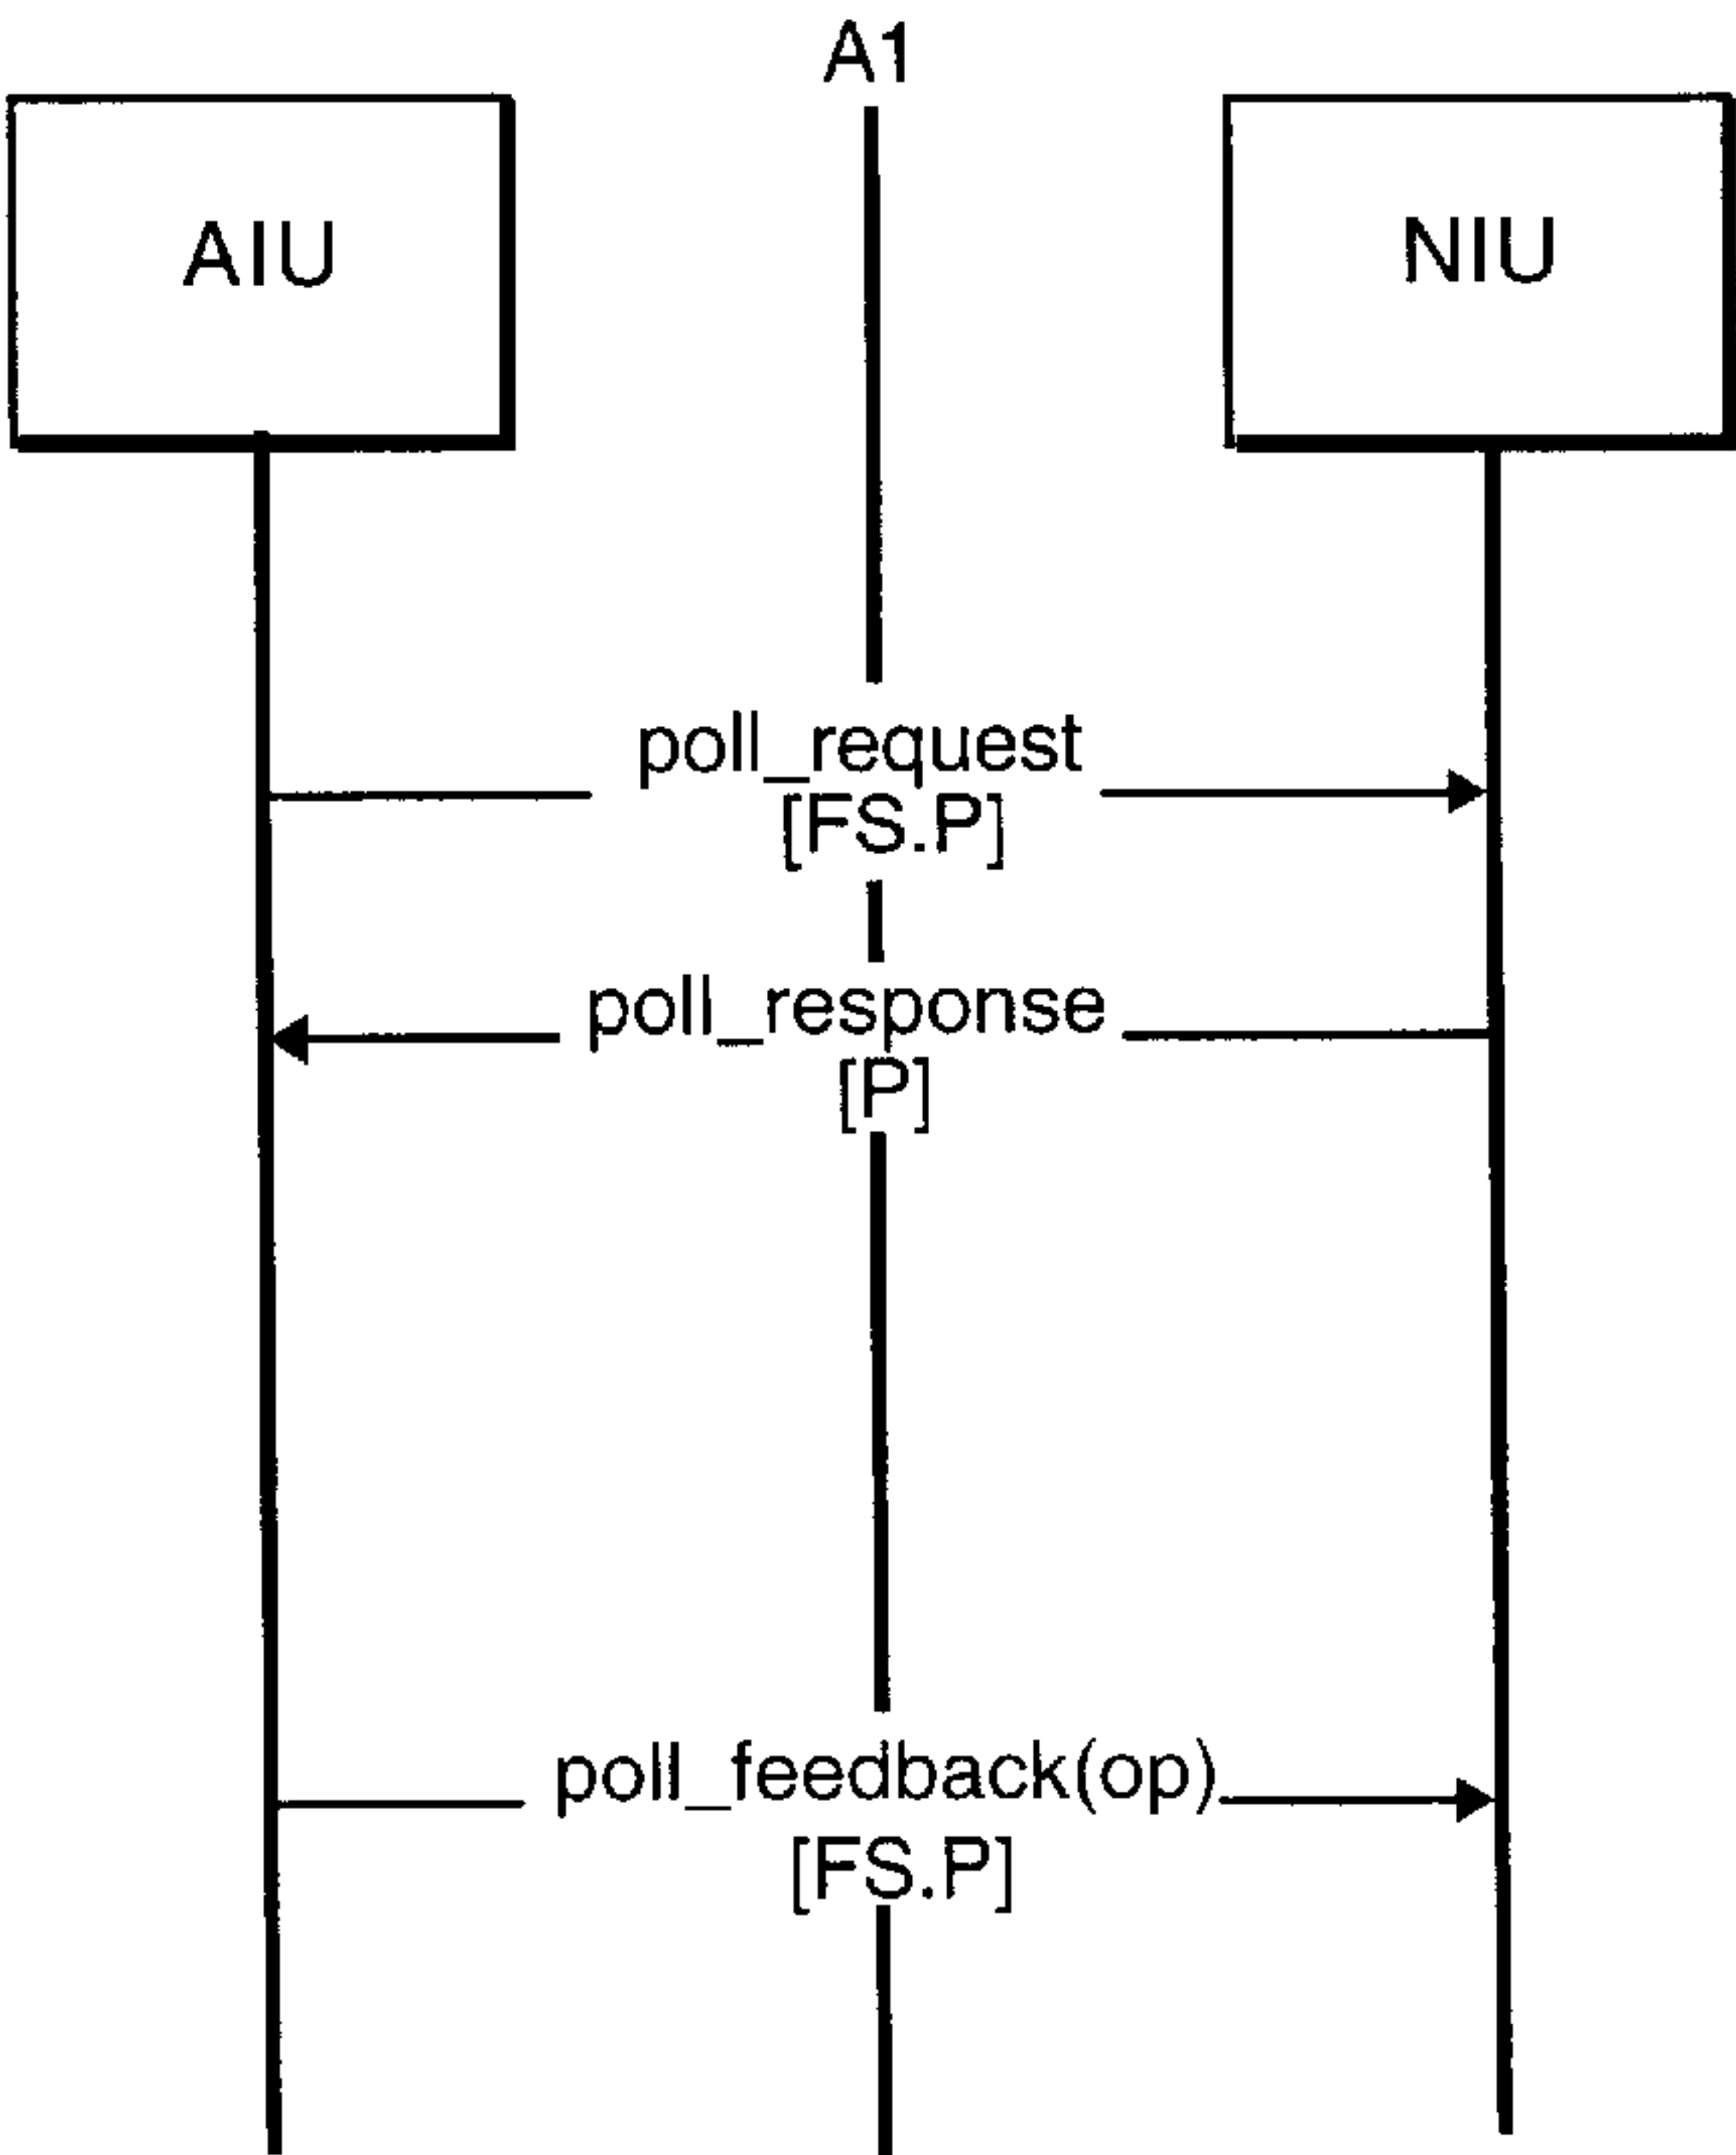 A1
AIU
NIU
poll_request
[FS.P]
poll_response
[P]
poll_feedback(op)
[FS.P]